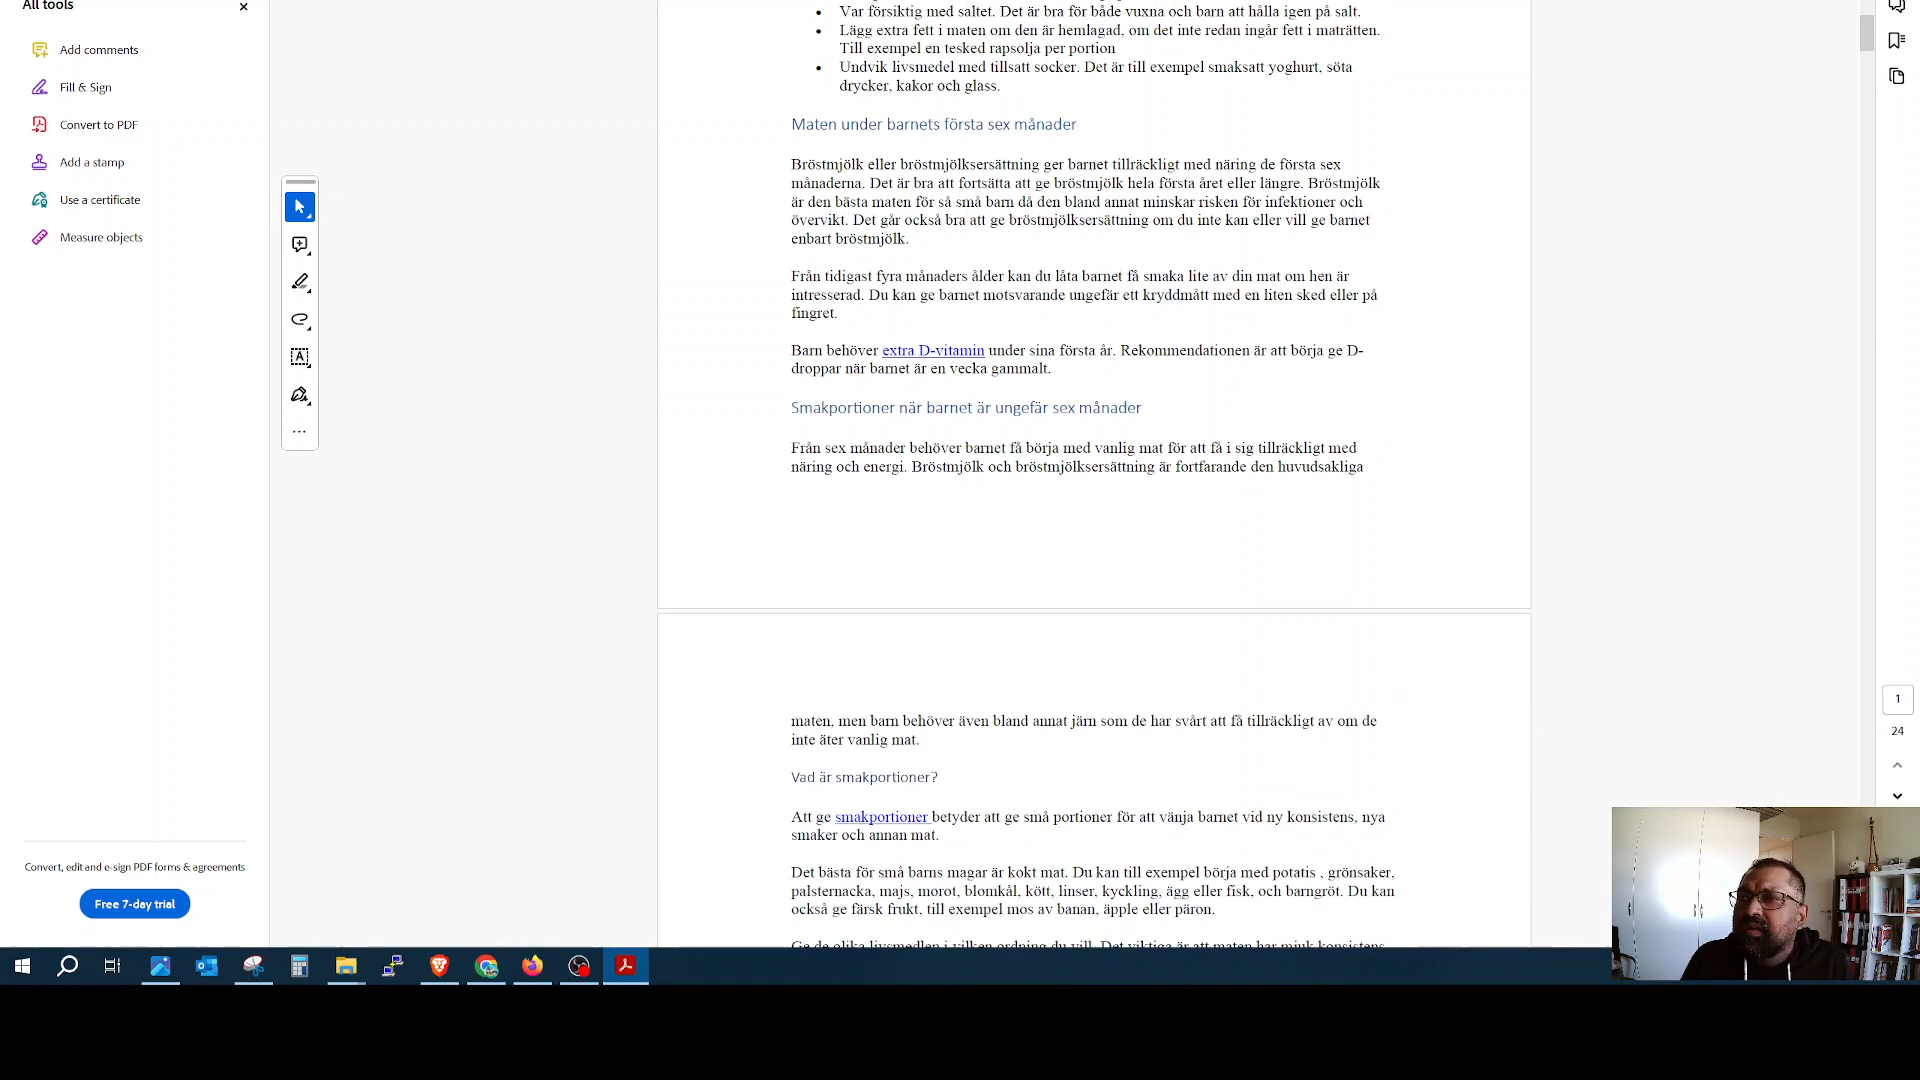 All tools
Add comments
Fill & Sign
Convert to PDF
Add a stamp
Use a certificate
Measure objects
Convert, edit and e-sign PDF forms & agreements
Free 7-day trial
• Var försiktig med saltet. Det är bra för både vuxna och barn att hålla igen på salt.
• Lägg extra fett i maten om den är hemlagad, om det inte redan ingår fett i maträtten.
Till exempel en tesked rapsolja per portion
• Undvik livsmedel med tillsatt socker. Det är till exempel smaksatt yoghurt, söta
drycker, kakor och glass.
Maten under barnets första sex månader
Bröstmjölk eller bröstmjölksersättning ger barnet tillräckligt med näring de första sex
månaderna. Det är bra att fortsätta att ge bröstmjölk hela första året eller längre. Bröstmjölk
är den bästa maten för så små barn då den bland annat minskar risken för infektioner och
övervikt. Det går också bra att ge bröstmjölksersättning om du inte kan eller vill ge barnet
enbart bröstmjölk.
Från tidigast fyra månaders ålder kan du låta barnet få smaka lite av din mat om hen är
intresserad. Du kan ge barnet motsvarande ungefär ett kryddmått med en liten sked eller på
fingret.
Barn behöver extra D-vitamin under sina första år. Rekommendationen är att börja ge D-
droppar när barnet är en vecka gammalt.
Smakportioner när barnet är ungefär sex månader
Från sex månader behöver barnet få börja med vanlig mat för att få i sig tillräckligt med
näring och energi. Bröstmjölk och bröstmjölksersättning är fortfarande den huvudsakliga
maten, men barn behöver även bland annat järn som de har svårt att få tillräckligt av om de
inte äter vanlig mat.
Vad är smakportioner?
Att ge smakportioner betyder att ge små portioner för att vänja barnet vid ny konsistens, nya
smaker och annan mat.
Det bästa för små barns magar är kokt mat. Du kan till exempel börja med potatis , grönsaker,
palsternacka, majs, morot, blomkål, kött, linser, kyckling, ägg eller fisk, och barngröt. Du kan
också ge färsk frukt, till exempel mos av banan, äpple eller päron.
Ge de olika livsmedlen i vilken ordning du vill. Det viktiga är att maten har mjuk konsistens
1
24